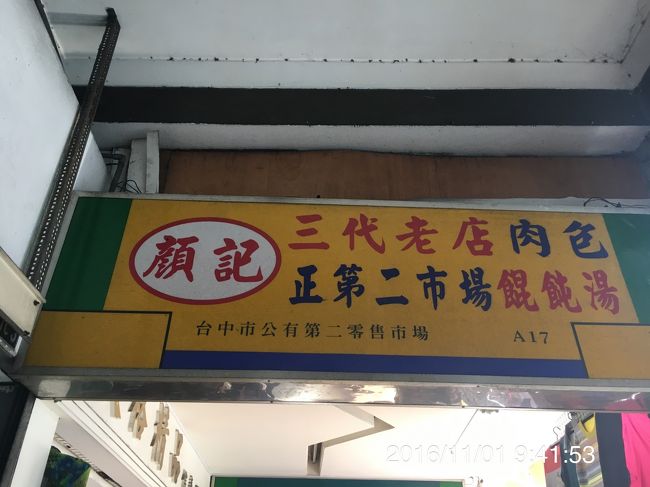 顏記
三代老店肉包
正第二市場餛飩湯
台中市公有第二零售市場 A17
2016/11/01 9:41:53